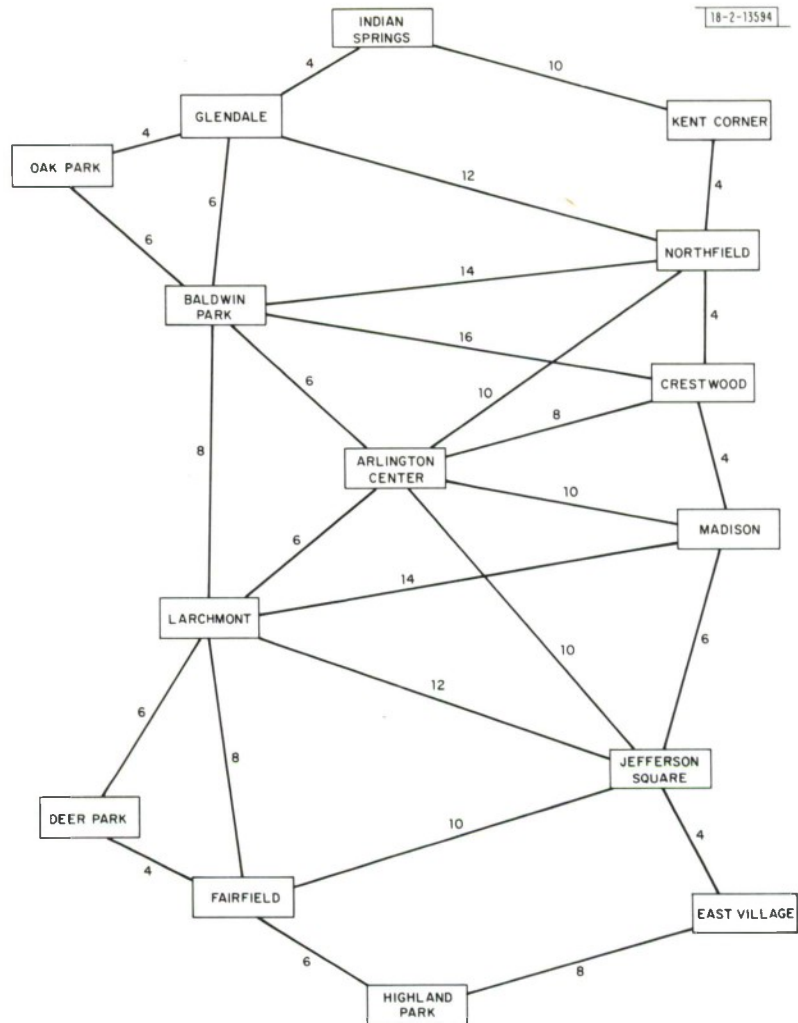 18-2-13594
INDIAN
SPRINGS
4
10
GLENDALE
KENT CORNER
4
OAK PARK
6
12
4
6
NORTHFIELD
14
BALDWIN
PARK
4
16
6
10
CRESTWOOD
8
8
ARLINGTON
CENTER
4
10
MADISON
6
14
LARCHMONT
10
6
12
6
8
JEFFERSON
SQUARE
DEER PARK
10
4
4
FAIRFIELD
EAST VILLAGE
6
8
HIGHLAND
PARK